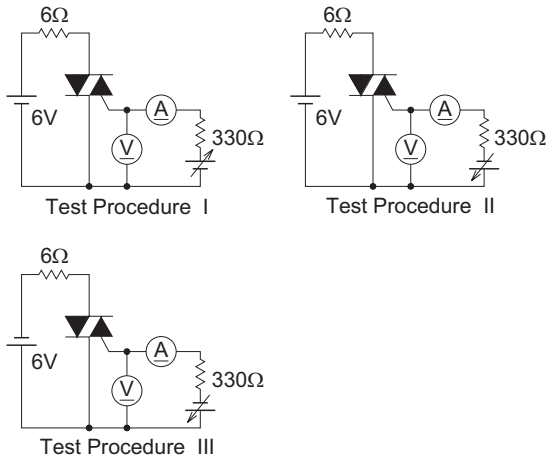 6Ω
6V
A
V
330Ω
Test Procedure I
6Ω
6V
A
V
330Ω
Test Procedure II
6Ω
6V
A
V
330Ω
Test Procedure III